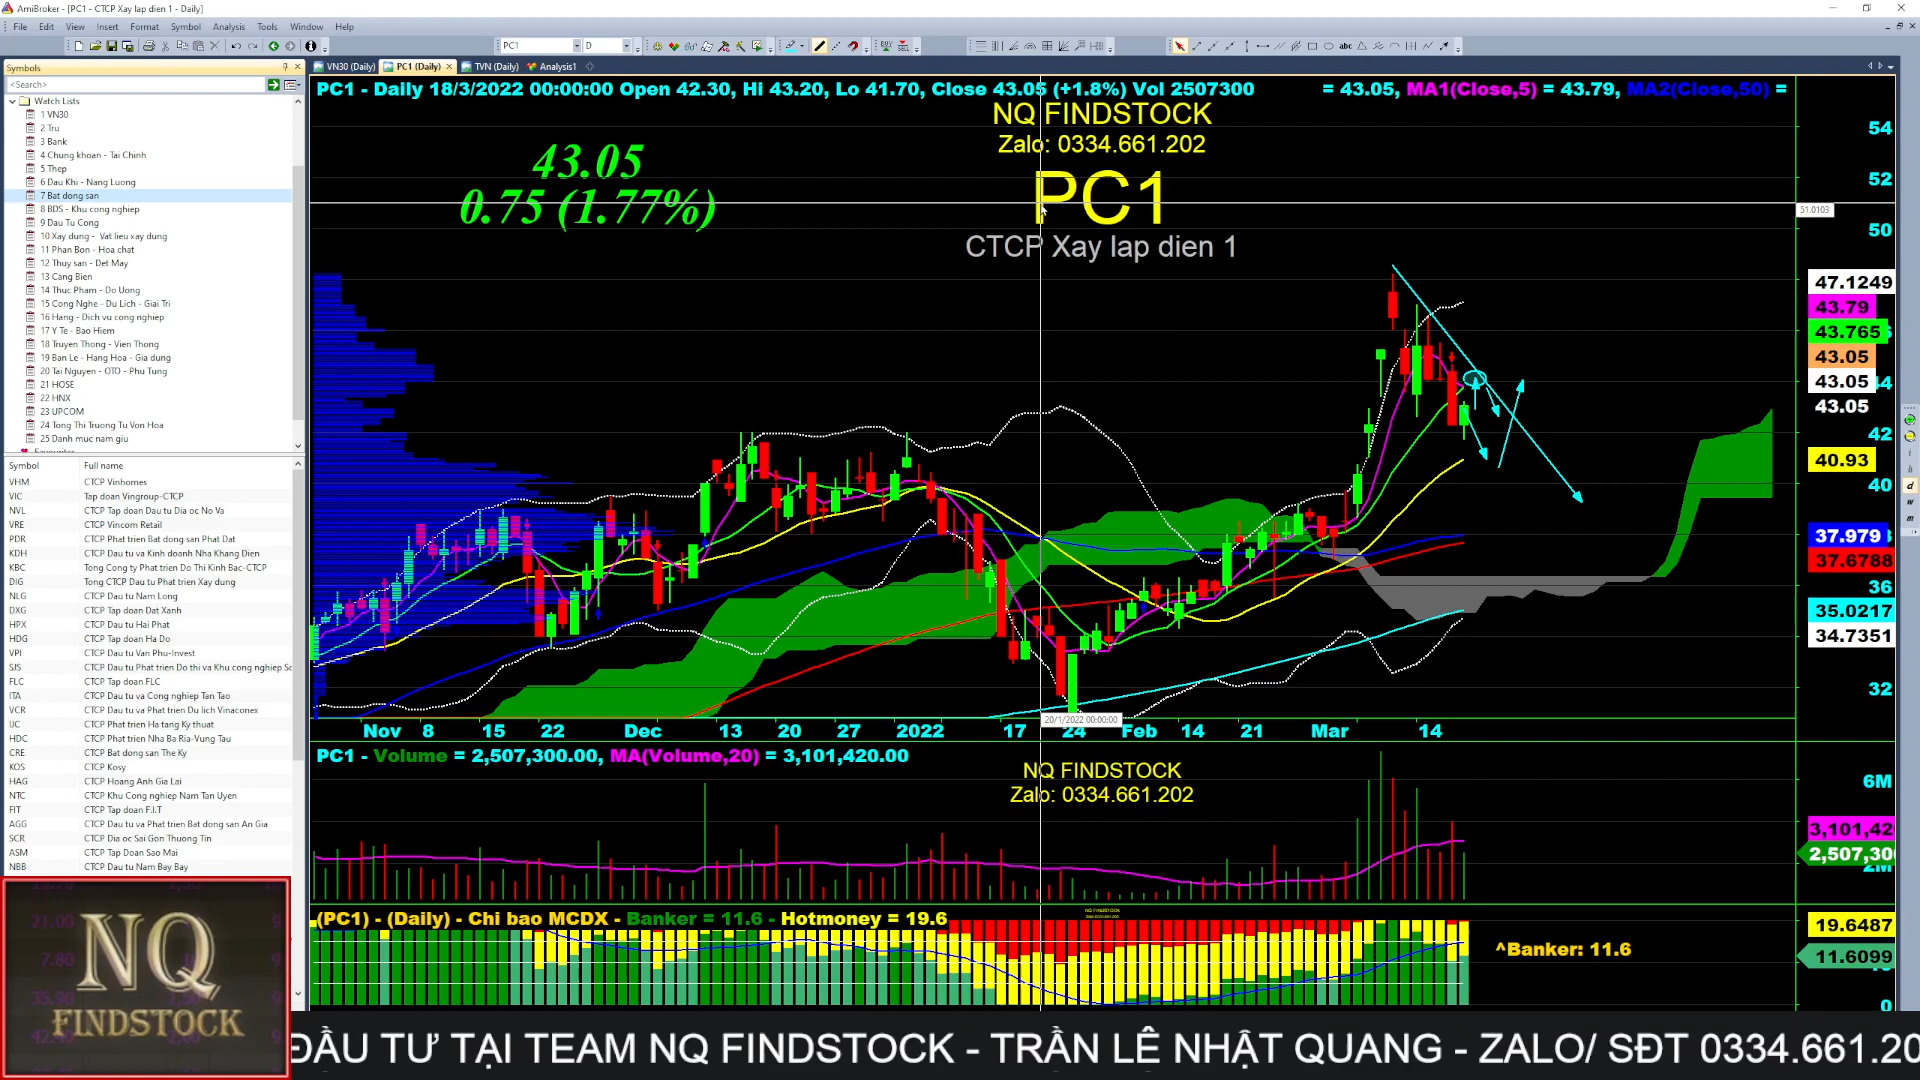 AmiBroker - [PC1 - CTCP Xay lap dien 1 - Daily]
File Edit View Insert Format Symbol Analysis Tools Window Help
PC1 D
Symbols
<Search>
Watch Lists
1 VN30
2 Tru
3 Bank
4 Chung khoan - Tai Chinh
5 Thep
6 Dau Khi - Nang Luong
7 Bat dong san
8 BDS - Khu cong nghiep
9 Dau Tu Cong
10 Xay dung - Vat lieu xay dung
11 Phan Bon - Hoa chat
12 Thuy san - Det May
13 Cang Bien
14 Thuc Pham - Do Uong
15 Cong Nghe - Du Lich - Giai Tri
16 Hang - Dich vu cong nghiep
17 Y Te - Bao Hiem
18 Truyen Thong - Vien Thong
19 Ban Le - Hang Hoa - Gia dung
20 Tai Nguyen - OTO - Phu Tung
21 HOSE
22 HNX
23 UPCOM
24 Tong Thi Truong Tu Von Hoa
25 Danh muc nam giu
Symbol Full name
VHM CTCP Vinhomes
VIC Tap doan Vingroup-CTCP
NVL CTCP Tap doan Dau tu Dia oc No Va
VRE CTCP Vincom Retail
PDR CTCP Phat trien Bat dong san Phat Dat
KDH CTCP Dau tu va Kinh doanh Nha Khang Dien
KBC Tong Cong ty Phat trien Do Thi Kinh Bac-CTCP
DIG Tong CTCP Dau tu Phat trien Xay dung
NLG CTCP Dau tu Nam Long
DXG CTCP Tap doan Dat Xanh
HPX CTCP Dau tu Hai Phat
HDG CTCP Tap doan Ha Do
VPI CTCP Dau tu Van Phu-Invest
SJS CTCP Dau tu Phat trien Do thi va Khu cong nghiep So
FLC CTCP Tap doan FLC
ITA CTCP Dau tu va Cong nghiep Tan Tao
VCR CTCP Dau tu va Phat trien Du lich Vinaconex
IJC CTCP Phat trien Ha tang Ky thuat
HDC CTCP Phat trien Nha Ba Ria-Vung Tau
CRE CTCP Bat dong san The Ky
KOS CTCP Kosy
HAG CTCP Hoang Anh Gia Lai
NTC CTCP Khu Cong nghiep Nam Tan Uyen
FIT CTCP Tap doan F.I.T
AGG CTCP Dau tu va Phat trien Bat dong san An Gia
SCR CTCP Dia oc Sai Gon Thuong Tin
ASM CTCP Tap Doan Sao Mai
NBB CTCP Dau tu Nam Bay Bay
VN30 (Daily) PC1 (Daily) TVN (Daily) Analysis1
PC1 - Daily 18/3/2022 00:00:00 Open 42.30, Hi 43.20, Lo 41.70, Close 43.05 (+1.8%) Vol 2507300 = 43.05, MA1(Close,5) = 43.79, MA2(Close,50) =
NQ FINDSTOCK
Zalo: 0334.661.202
PC1
CTCP Xay lap dien 1
43.05
0.75 (1.77%)
54
52
51.0103
50
47.1249
43.79
43.765
43.05
43.05
44
43.05
42
40.93
40
37.979
37.6788
36
35.0217
34.7351
32
Nov 8 15 22 Dec 13 20 27 2022 17 24 Feb 14 21 Mar 14
20/1/2022 00:00:00
PC1 - Volume = 2,507,300.00, MA(Volume,20) = 3,101,420.00
NQ FINDSTOCK
Zalo: 0334.661.202
6M
3,101,42
2,507,30
2M
(PC1) - (Daily) - Chi bao MCDX - Banker = 11.6 - Hotmoney = 19.6
^Banker: 11.6
19.6487
11.6099
0
NQ
FINDSTOCK
ĐẦU TƯ TẠI TEAM NQ FINDSTOCK - TRẦN LÊ NHẬT QUANG - ZALO/ SĐT 0334.661.20